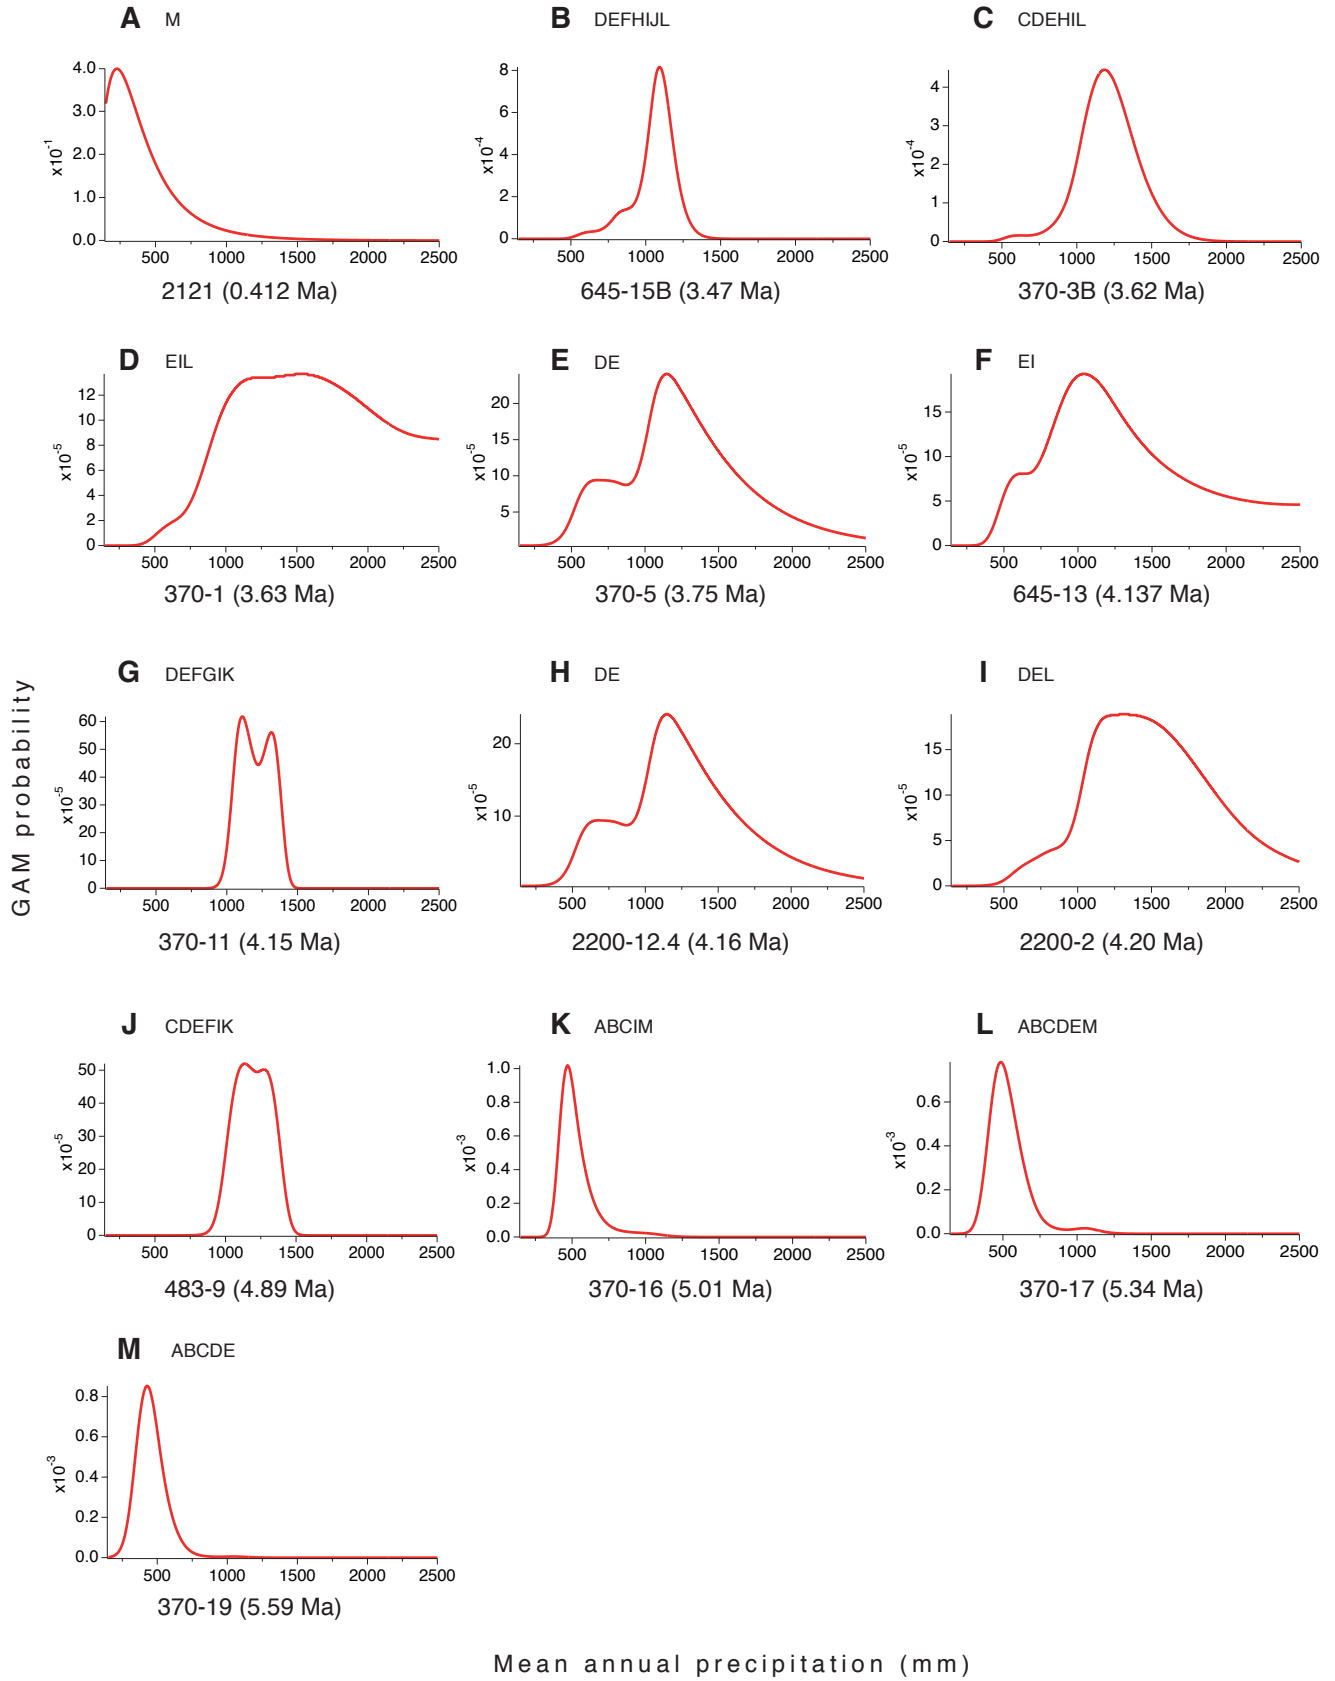 A M
B DEFHIJL
C CDEHIL
4.0
3.0
2.0
1.0
0.0
x10-1
500 1000 1500 2000 2500
2121 (0.412 Ma)
8
6
4
2
0
x10-4
500 1000 1500 2000 2500
645-15B (3.47 Ma)
4
3
2
1
0
x10-4
500 1000 1500 2000 2500
370-3B (3.62 Ma)
D EIL
E DE
F EI
12
10
8
6
4
2
0
x10-5
500 1000 1500 2000 2500
370-1 (3.63 Ma)
20
15
10
5
x10-5
500 1000 1500 2000 2500
370-5 (3.75 Ma)
15
10
5
0
x10-5
500 1000 1500 2000 2500
645-13 (4.137 Ma)
G DEFGIK
H DE
I DEL
60
50
40
30
20
10
0
x10-5
500 1000 1500 2000 2500
370-11 (4.15 Ma)
20
10
x10-5
500 1000 1500 2000 2500
2200-12.4 (4.16 Ma)
15
10
5
0
x10-5
500 1000 1500 2000 2500
2200-2 (4.20 Ma)
J CDEFIK
K ABCIM
L ABCDEM
50
40
30
20
10
0
x10-5
500 1000 1500 2000 2500
483-9 (4.89 Ma)
1.0
0.8
0.6
0.4
0.2
0.0
x10-3
500 1000 1500 2000 2500
370-16 (5.01 Ma)
0.6
0.4
0.2
0.0
x10-3
500 1000 1500 2000 2500
370-17 (5.34 Ma)
M ABCDE
0.8
0.6
0.4
0.2
0.0
x10-3
500 1000 1500 2000 2500
370-19 (5.59 Ma)
GAM probability
Mean annual precipitation (mm)